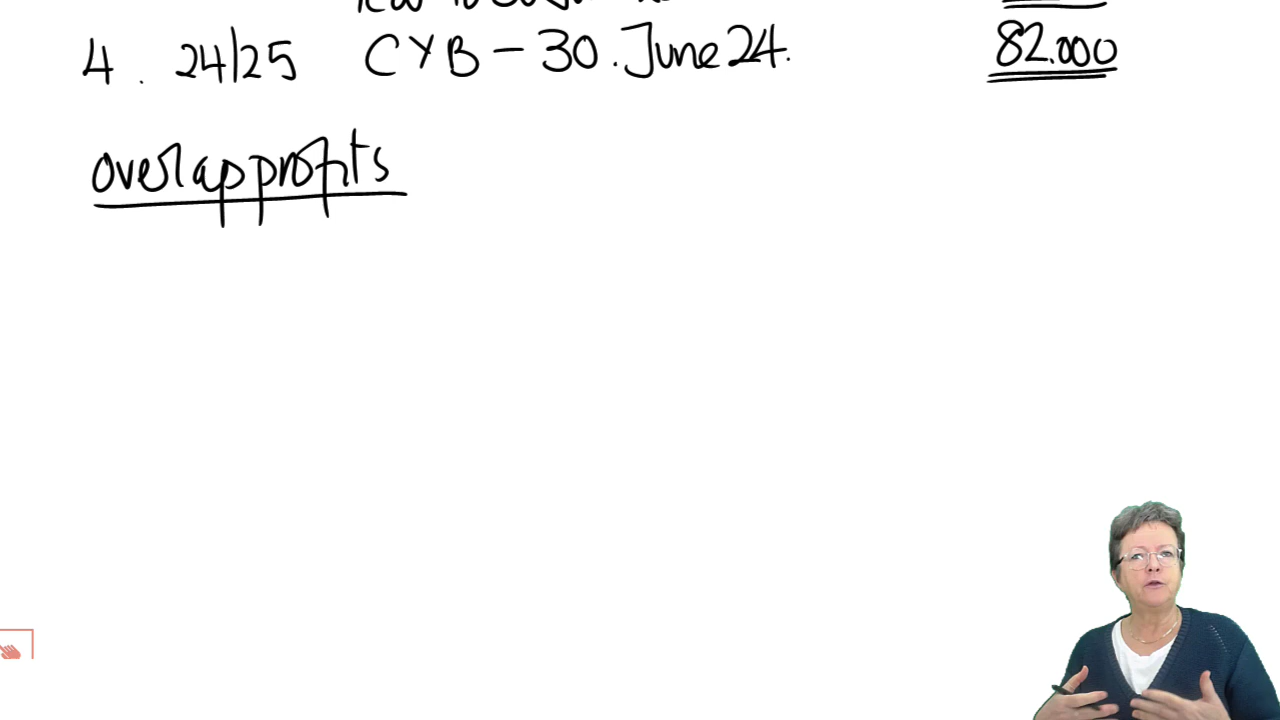 4. 24/25 CYB - 30. June 24. 82.000
overlap profits